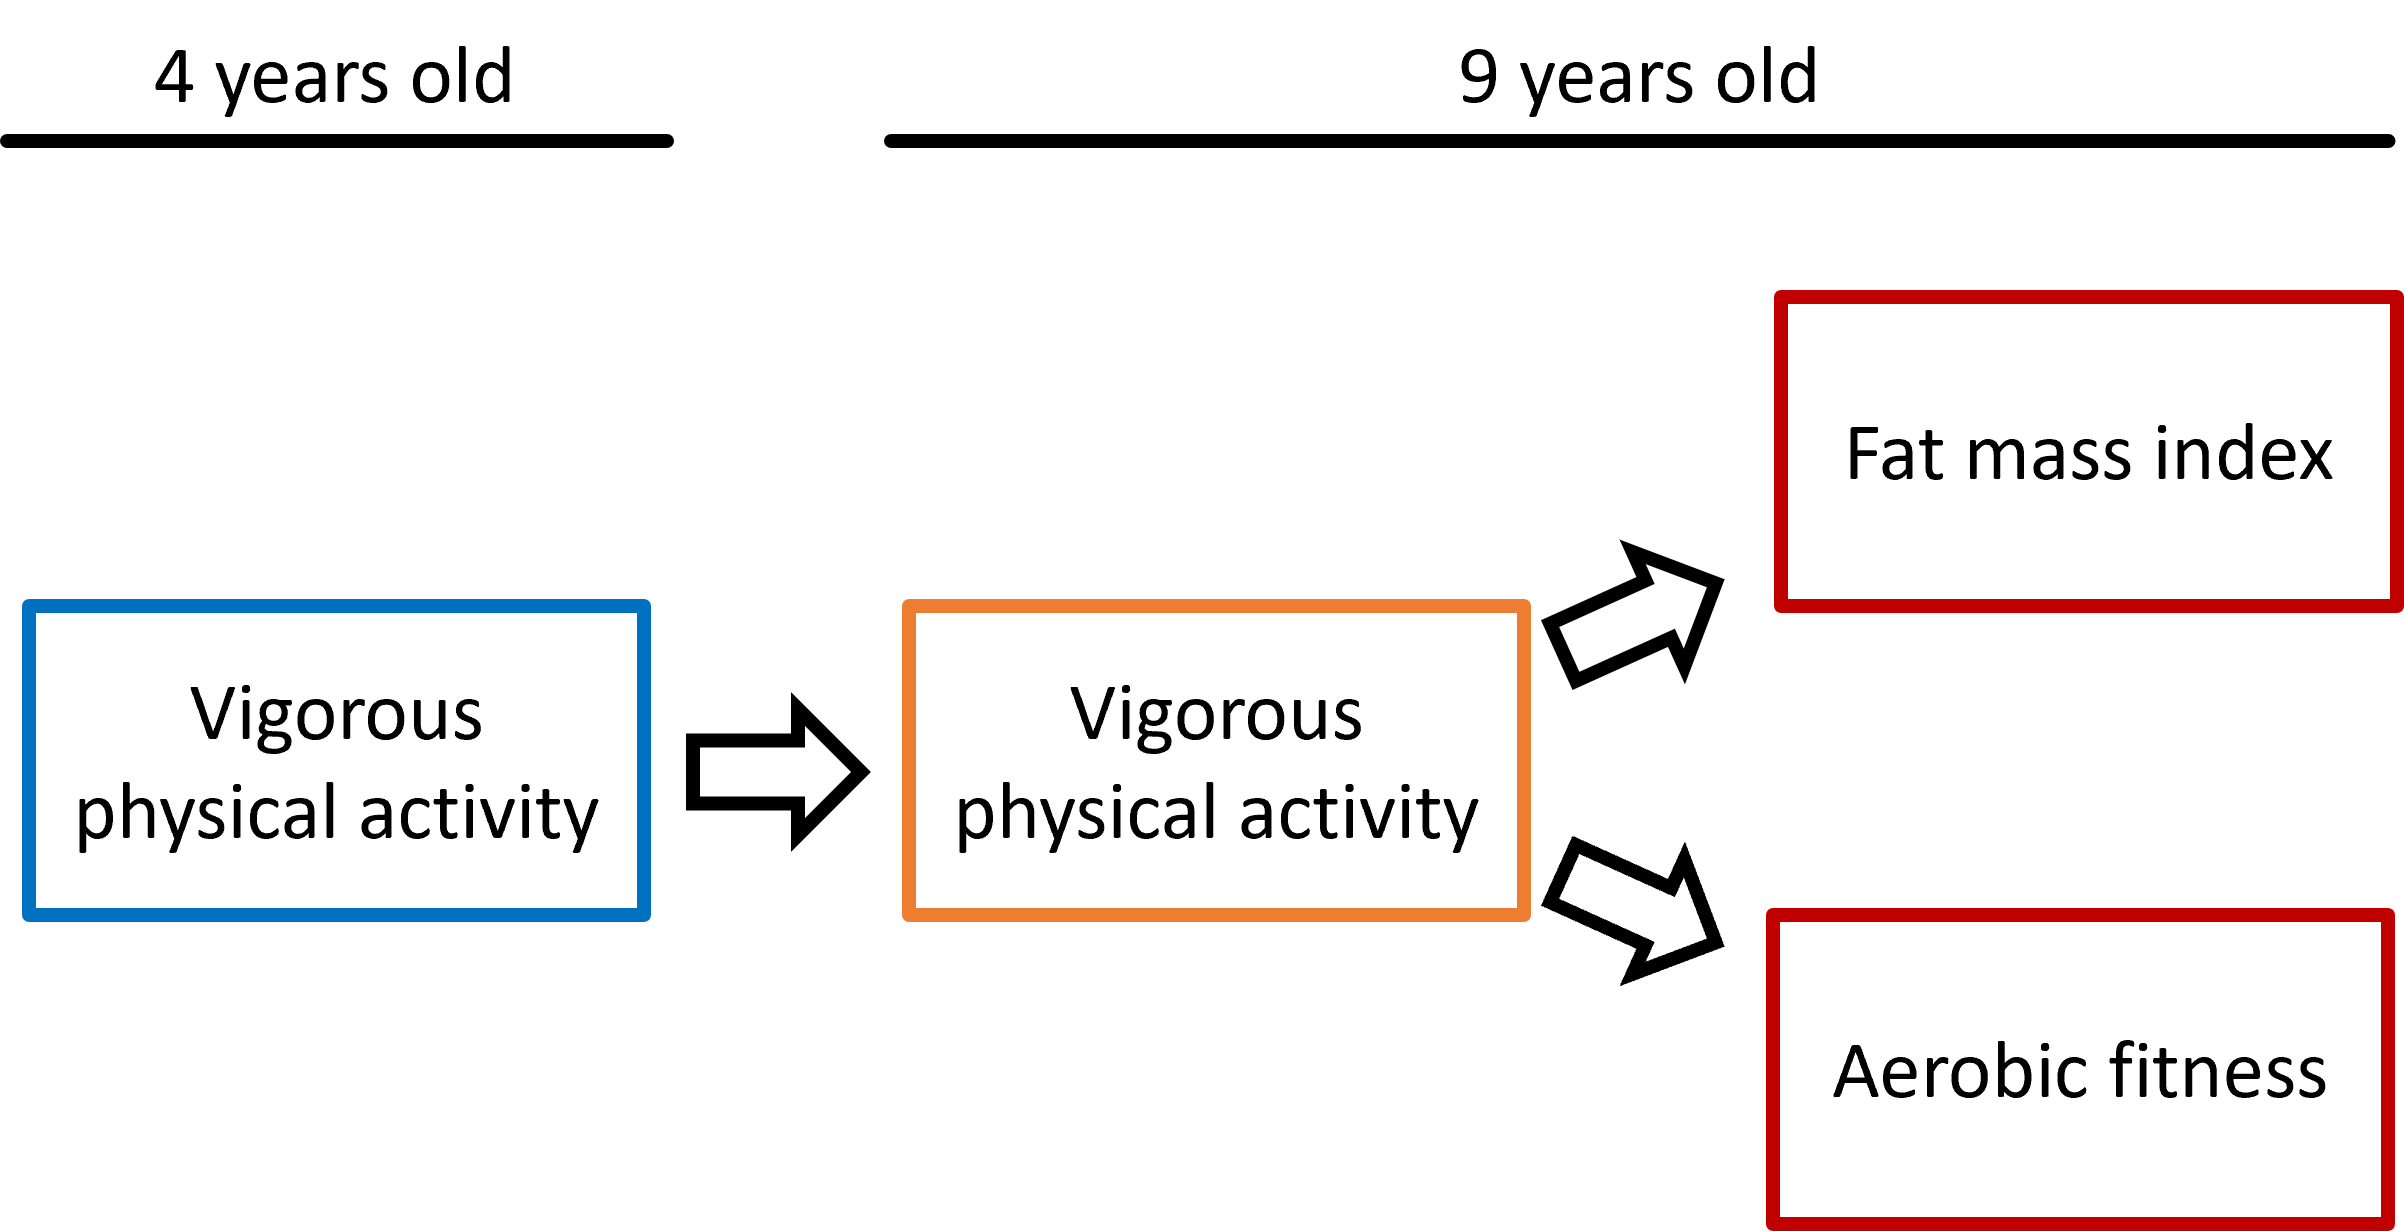 4 years old
9 years old
Fat mass index
Vigorous
physical activity
Vigorous
physical activity
Aerobic fitness